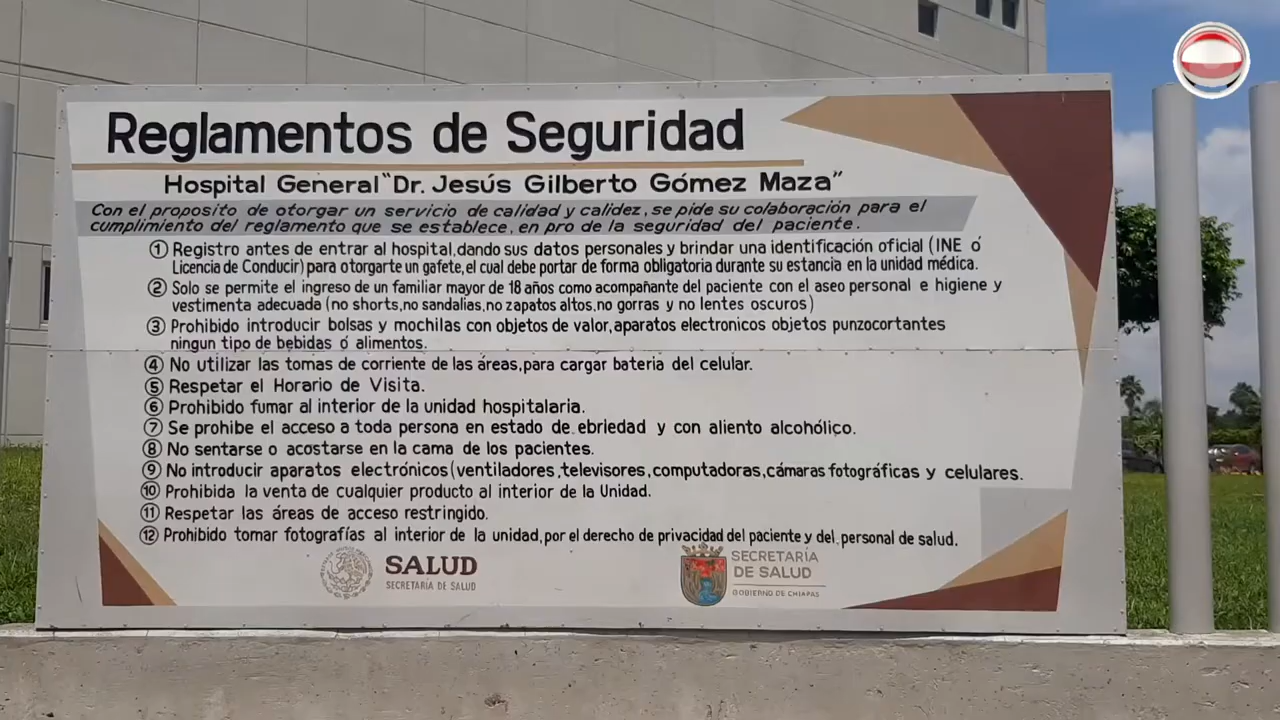 Reglamentos de Seguridad
Hospital General "Dr. Jesús Gilberto Gómez Maza"
Con el proposito de otorgar un servicio de calidad y calidez, se pide su colaboración para el
cumplimiento del reglamento que se establece, en pro de la seguridad del paciente.
① Registro antes de entrar al hospital,dando sus datos personales y brindar una identificación oficial (INE ó
Licencia de Conducir) para otorgarte un gafete,el cual debe portar de forma obligatoria durante su estancia en la unidad médica.
② Solo se permite el ingreso de un familiar mayor de 18 años como acompañante del paciente con el aseo personal e higiene y
vestimenta adecuada (no shorts,no sandalias,no zapatos altos,no gorras y no lentes oscuros)
③ Prohibido introducir bolsas y mochilas con objetos de valor,aparatos electronicos objetos punzocortantes
ningun tipo de bebidas ó alimentos.
④ No utilizar las tomas de corriente de las áreas,para cargar bateria del celular.
⑤ Respetar el Horario de Visita.
⑥ Prohibido fumar al interior de la unidad hospitalaria.
⑦ Se prohibe el acceso a toda persona en estado de ebriedad y con aliento alcohólico.
⑧ No sentarse o acostarse en la cama de los pacientes.
⑨ No introducir aparatos electrónicos(ventiladores,televisores,computadoras,cámaras fotográficas y celulares.
⑩ Prohibida la venta de cualquier producto al interior de la Unidad.
⑪ Respetar las áreas de acceso restringido.
⑫ Prohibido tomar fotografías al interior de la unidad,por el derecho de privacidad del paciente y del personal de salud.
SALUD
SECRETARÍA DE SALUD
SECRETARÍA
DE SALUD
GOBIERNO DE CHIAPAS